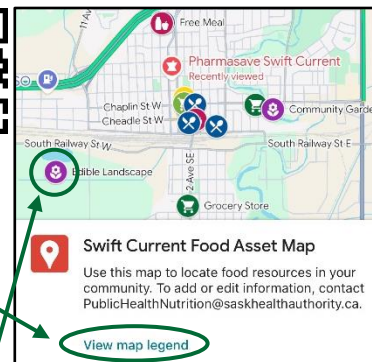 11 Av
Free Meal
Pharmasave Swift Current
Recently viewed
Chaplin St W
Cheadle St W
Community Garde
South Railway St W
South Railway St E
Edible Landscape
2 Ave SE
Grocery Store
Swift Current Food Asset Map
Use this map to locate food resources in your
community. To add or edit information, contact
PublicHealthNutrition@saskhealthauthority.ca.
View map legend